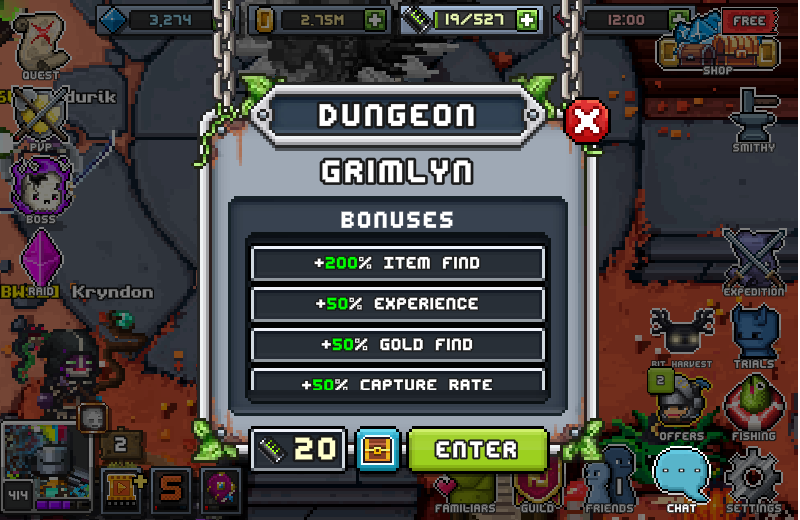 3,274
2,75M
19/527
12:00
FREE
QUEST
SHOP
durik
PVP
SMITHY
DUNGEON
GRIMLYN
BONUSES
BOSS
+200% ITEM FIND
+50% EXPERIENCE
+50% GOLD FIND
+50% CAPTURE RATE
RAID
Kryndon
EXPEDITION
BIT HARVEST
TRIALS
2
OFFERS
FISHING
2
20
ENTER
414
S
FAMILIARS
GUILD
FRIENDS
CHAT
SETTINGS